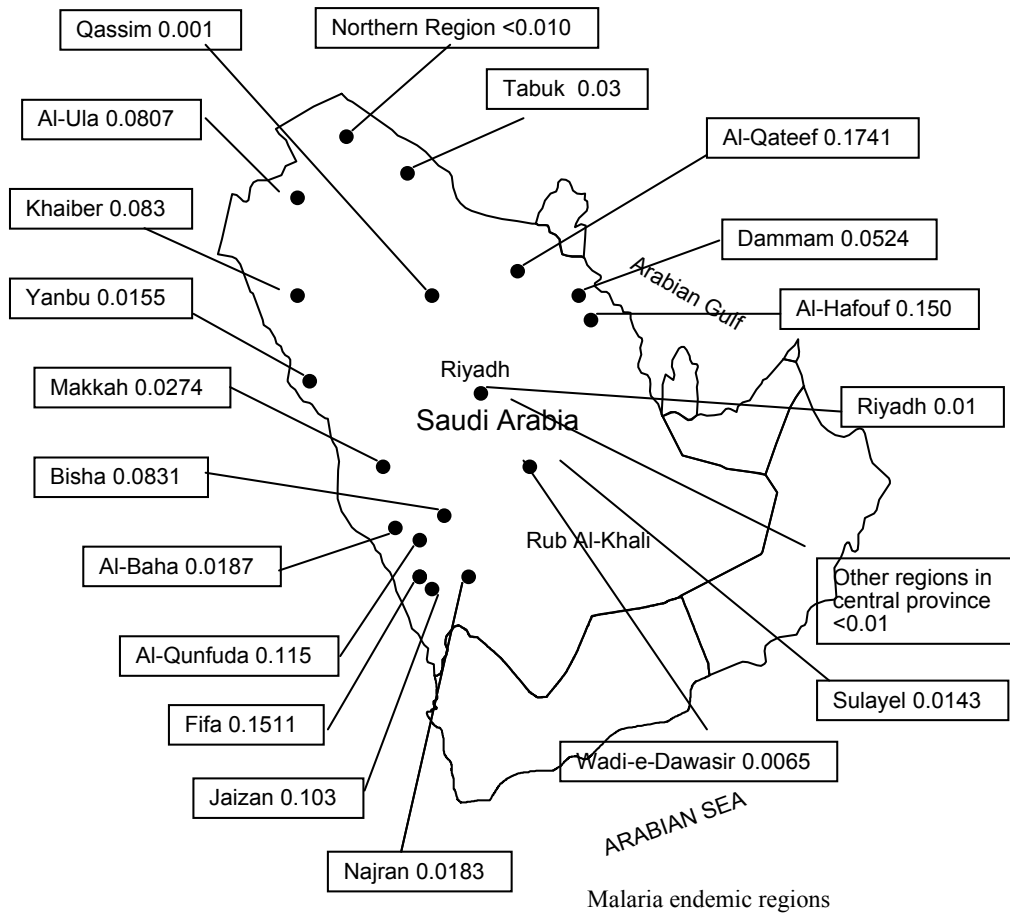 Qassim 0.001
Northern Region <0.010
Tabuk 0.03
Al-Ula 0.0807
Al-Qateef 0.1741
Khaiber 0.083
Dammam 0.0524
Arabian Gulf
Yanbu 0.0155
Al-Hafouf 0.150
Makkah 0.0274
Riyadh
Riyadh 0.01
Saudi Arabia
Bisha 0.0831
Rub Al-Khali
Al-Baha 0.0187
Other regions in
central province
<0.01
Al-Qunfuda 0.115
Sulayel 0.0143
Fifa 0.1511
Wadi-e-Dawasir 0.0065
Jaizan 0.103
ARABIAN SEA
Najran 0.0183
Malaria endemic regions